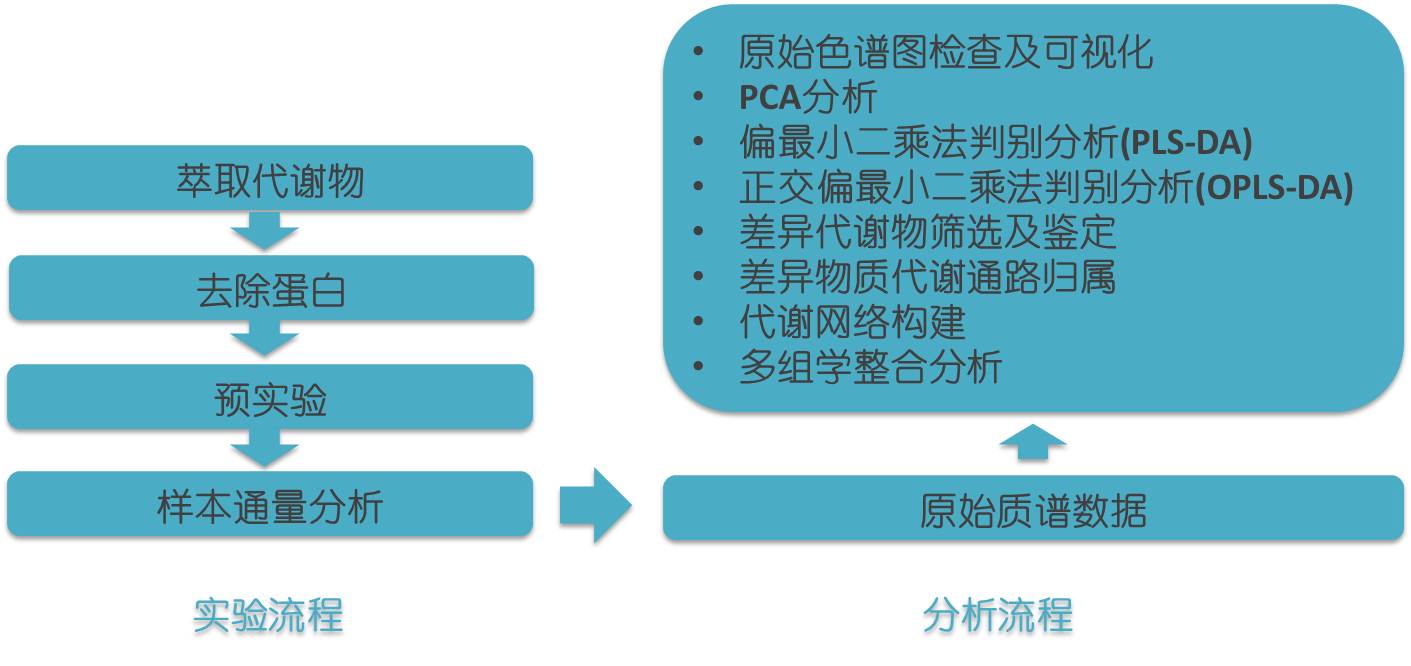 萃取代谢物
去除蛋白
预实验
样本通量分析
实验流程
• 原始色谱图检查及可视化
• PCA分析
• 偏最小二乘法判别分析(PLS-DA)
• 正交偏最小二乘法判别分析(OPLS-DA)
• 差异代谢物筛选及鉴定
• 差异物质代谢通路归属
• 代谢网络构建
• 多组学整合分析
原始质谱数据
分析流程